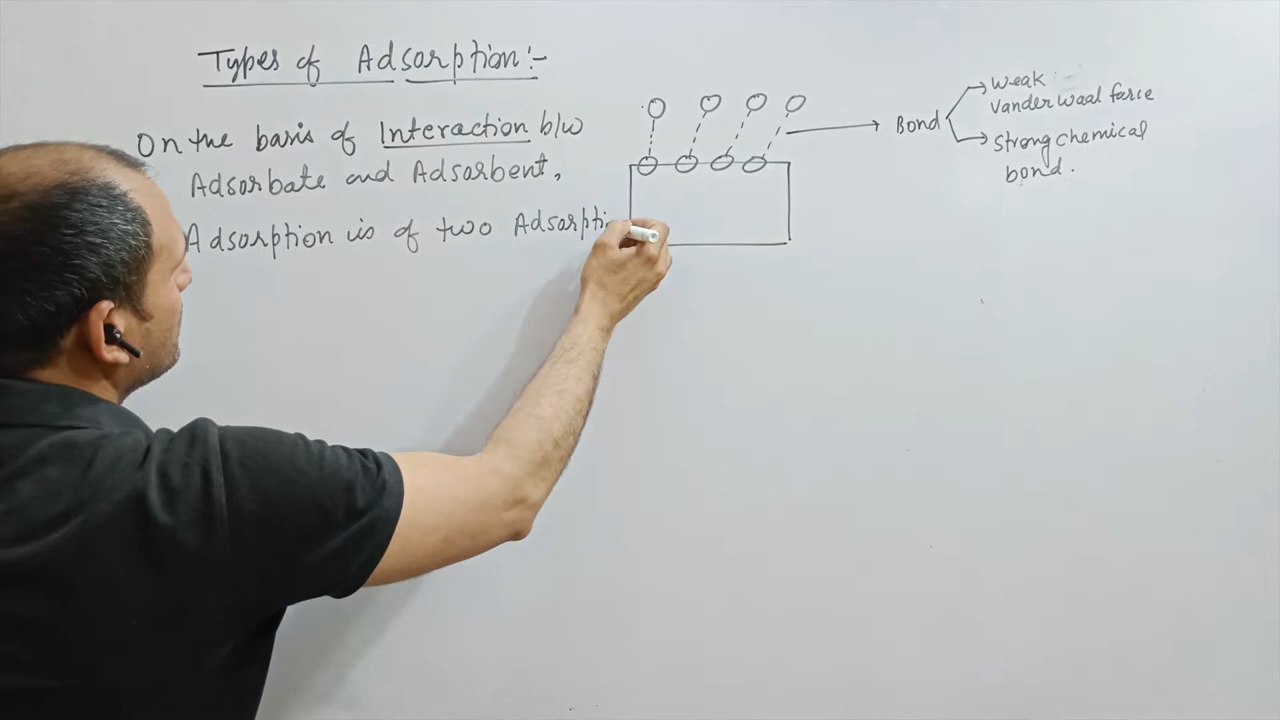 Types of Adsorption:-
On the basis of Interaction b/w
Adsorbate and Adsorbent,
Adsorption is of two Adsorpti
Bond
Weak
Vander waal farce
Strong chemical
bond.